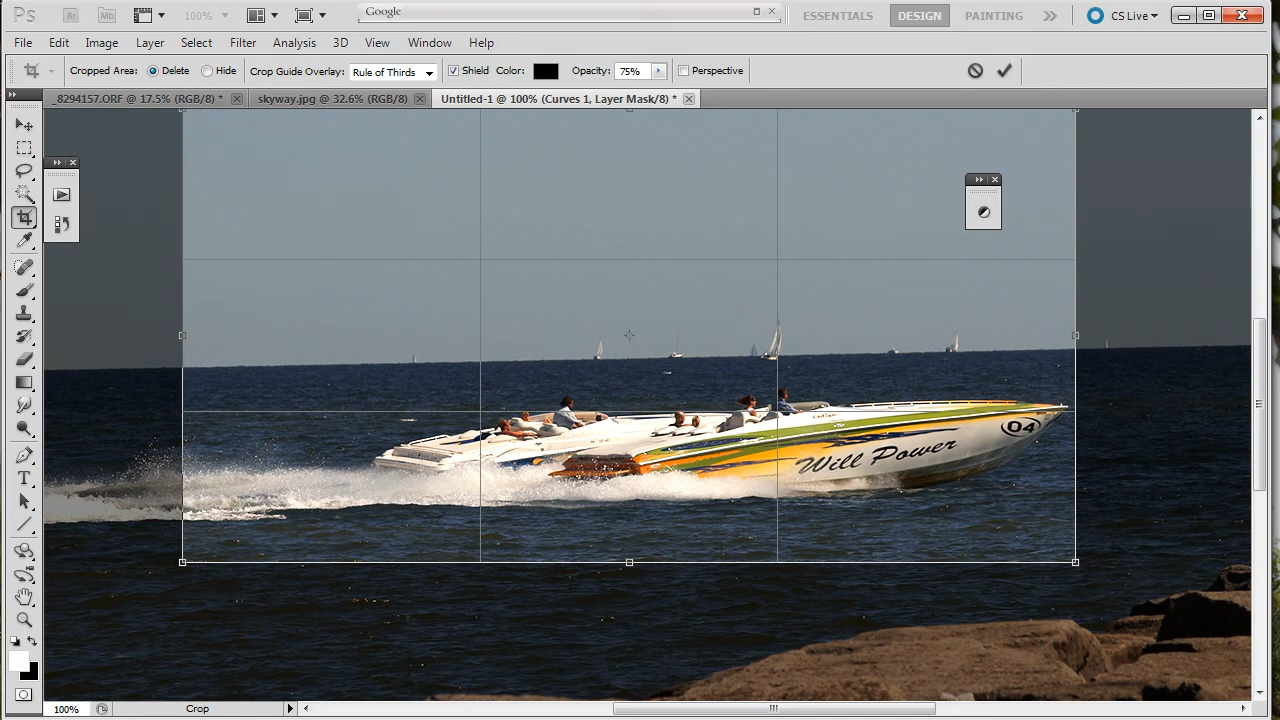 Ps Br Mb 100% Google ESSENTIALS DESIGN PAINTING CS Live
File Edit Image Layer Select Filter Analysis 3D View Window Help
Cropped Area: Delete Hide Crop Guide Overlay: Rule of Thirds Shield Color: Opacity: 75% Perspective
_8294157.ORF @ 17.5% (RGB/8) * skyway.jpg @ 32.6% (RGB/8) Untitled-1 @ 100% (Curves 1, Layer Mask/8) *
04
Will Power
T
100% Crop